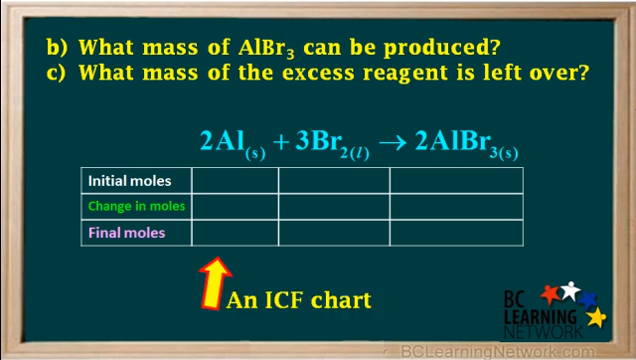 b) What mass of AlBr₃ can be produced?
c) What mass of the excess reagent is left over?
2Al(s) + 3Br₂(l) → 2AlBr₃(s)
Initial moles
Change in moles
Final moles
An ICF chart
BC
LEARNING
NETWORK
BCLearningNetwork.com